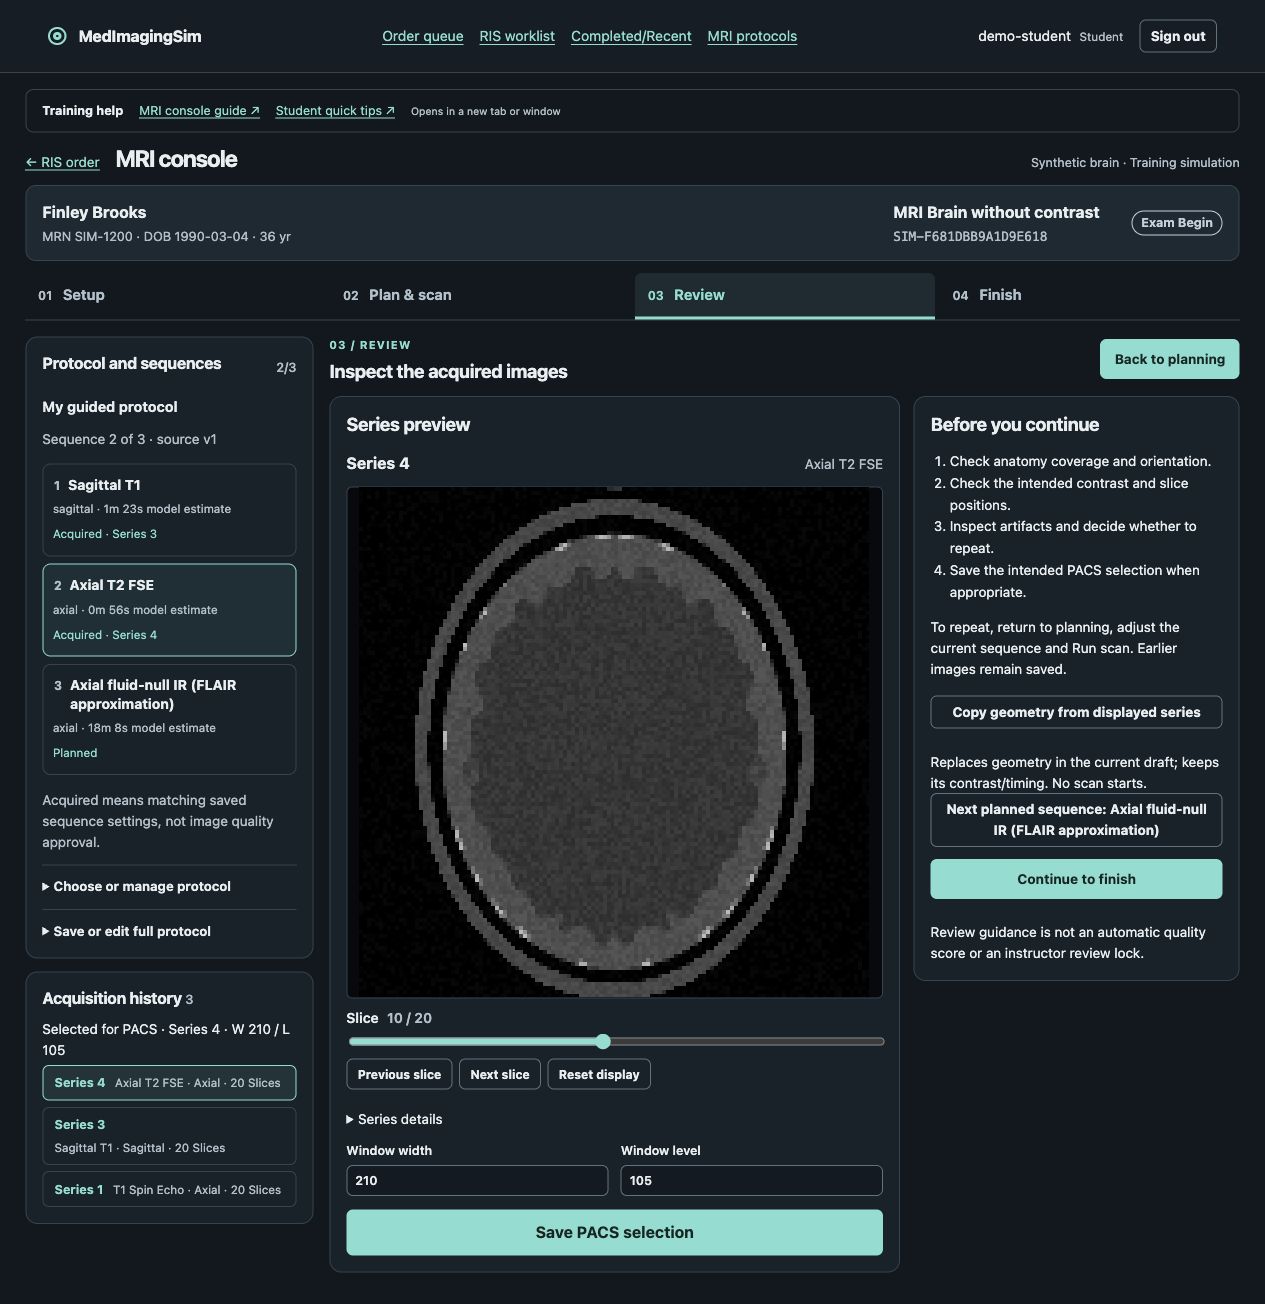 MedImagingSim
Order queue
RIS worklist
Completed/Recent
MRI protocols
demo-student Student
Sign out
Training help
MRI console guide ↗
Student quick tips ↗
Opens in a new tab or window
← RIS order
MRI console
Synthetic brain · Training simulation
Finley Brooks
MRN SIM-1200 · DOB 1990-03-04 · 36 yr
MRI Brain without contrast
SIM-F681DBB9A1D9E618
Exam Begin
01 Setup
02 Plan & scan
03 Review
04 Finish
Protocol and sequences 2/3
My guided protocol
Sequence 2 of 3 · source v1
1 Sagittal T1
sagittal · 1m 23s model estimate
Acquired · Series 3
2 Axial T2 FSE
axial · 0m 56s model estimate
Acquired · Series 4
3 Axial fluid-null IR (FLAIR
approximation)
axial · 18m 8s model estimate
Planned
Acquired means matching saved
sequence settings, not image quality
approval.
▸ Choose or manage protocol
▸ Save or edit full protocol
Acquisition history 3
Selected for PACS · Series 4 · W 210 / L
105
Series 4 Axial T2 FSE · Axial · 20 Slices
Series 3
Sagittal T1 · Sagittal · 20 Slices
Series 1 T1 Spin Echo · Axial · 20 Slices
03 / REVIEW
Inspect the acquired images
Back to planning
Series preview
Series 4
Axial T2 FSE
Slice 10 / 20
Previous slice
Next slice
Reset display
▸ Series details
Window width
Window level
210
105
Save PACS selection
Before you continue
1. Check anatomy coverage and orientation.
2. Check the intended contrast and slice
positions.
3. Inspect artifacts and decide whether to
repeat.
4. Save the intended PACS selection when
appropriate.
To repeat, return to planning, adjust the
current sequence and Run scan. Earlier
images remain saved.
Copy geometry from displayed series
Replaces geometry in the current draft; keeps
its contrast/timing. No scan starts.
Next planned sequence: Axial fluid-null
IR (FLAIR approximation)
Continue to finish
Review guidance is not an automatic quality
score or an instructor review lock.